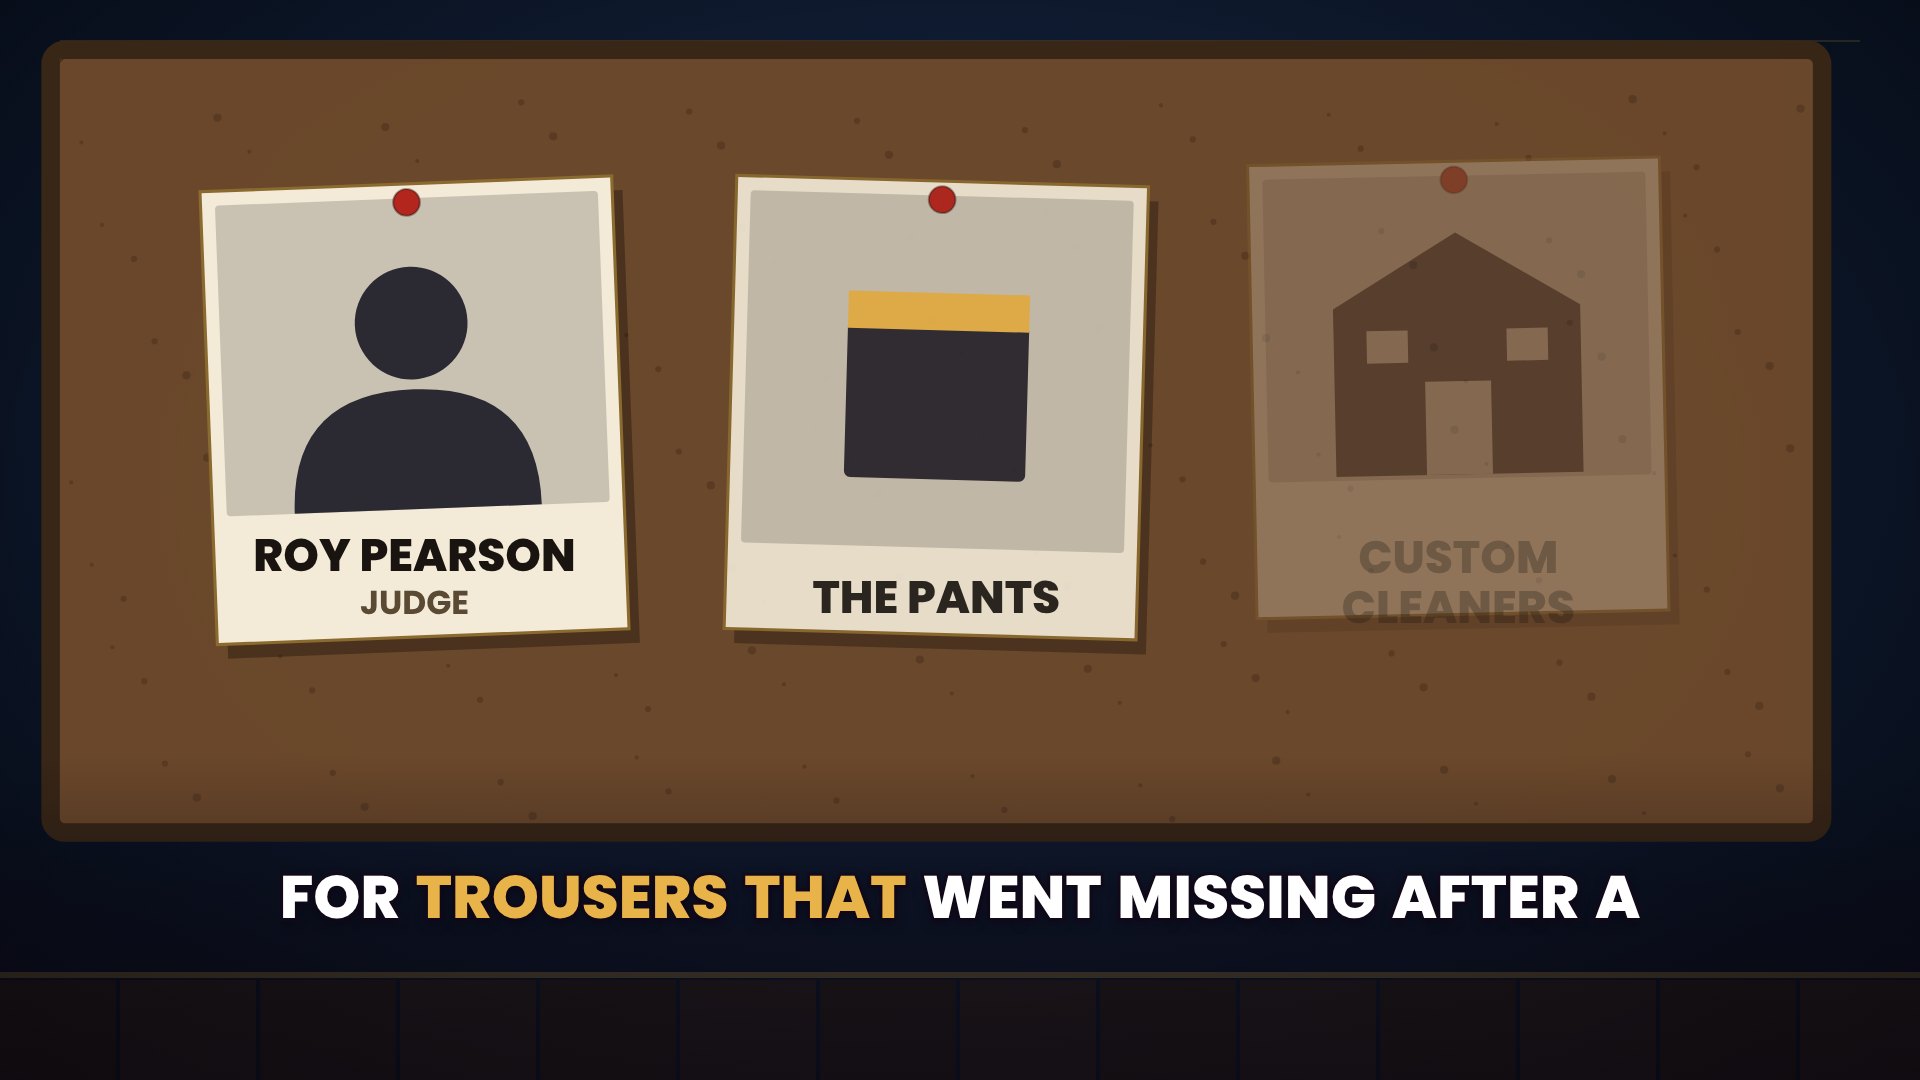 ROY PEARSON
JUDGE
THE PANTS
CUSTOM
CLEANERS
FOR TROUSERS THAT WENT MISSING AFTER A